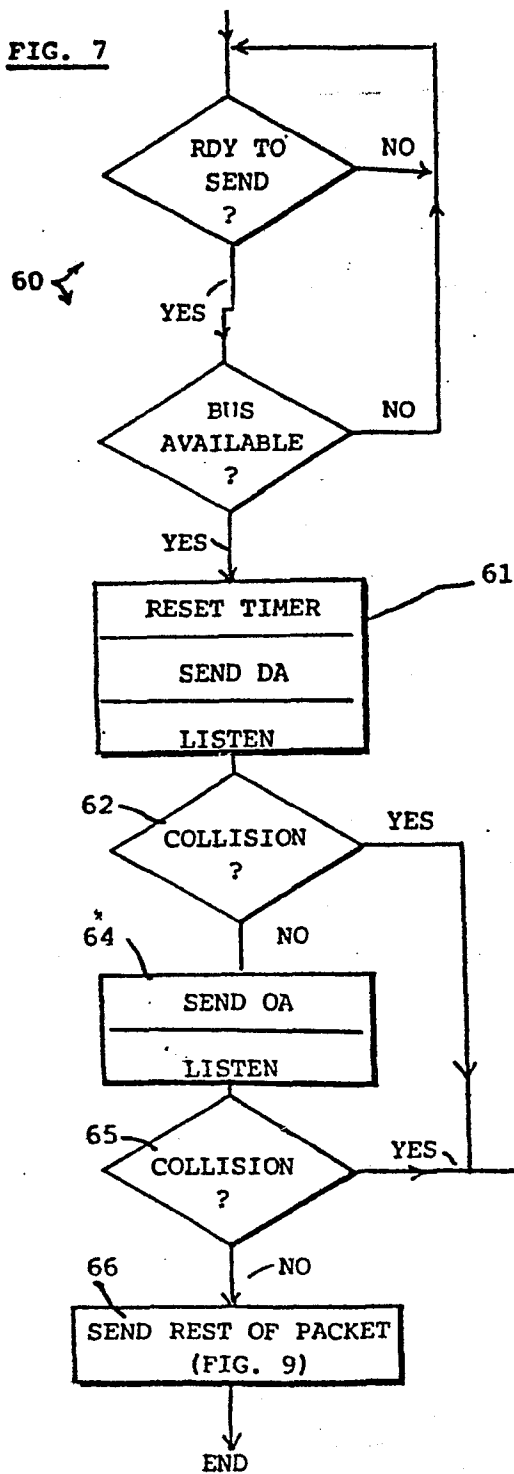 FIG. 7
RDY TO
SEND
?
NO
60
YES
BUS
AVAILABLE
?
NO
YES
61
RESET TIMER
SEND DA
LISTEN
62
COLLISION
?
YES
NO
64
SEND OA
LISTEN
65
COLLISION
?
YES
NO
66
SEND REST OF PACKET
(FIG. 9)
END